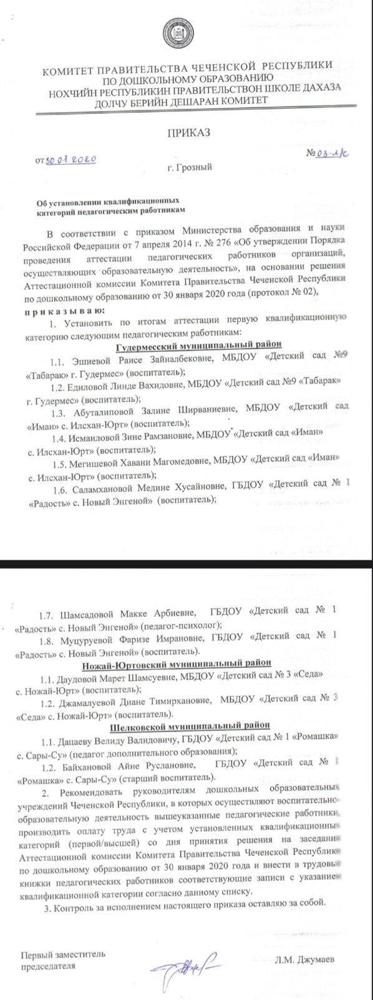 КОМИТЕТ ПРАВИТЕЛЬСТВА ЧЕЧЕНСКОЙ РЕСПУБЛИКИ
ПО ДОШКОЛЬНОМУ ОБРАЗОВАНИЮ
НОХЧИЙН РЕСПУБЛИКИН ПРАВИТЕЛЬСТВОН ШКОЛЕ ДАХАЗА
ДОЛЧУ БЕРИЙН ДЕШАРАН КОМИТЕТ
ПРИКАЗ
от 30.01.2020
№ 03-л/с
г. Грозный
Об установлении квалификационных
категорий педагогическим работникам
В соответствии с приказом Министерства образования и науки
Российской Федерации от 7 апреля 2014 г. № 276 «Об утверждении Порядка
проведения аттестации педагогических работников организаций,
осуществляющих образовательную деятельность», на основании решения
Аттестационной комиссии Комитета Правительства Чеченской Республики
по дошкольному образованию от 30 января 2020 года (протокол № 02),
п р и к а з ы в а ю:
1. Установить по итогам аттестации первую квалификационную
категорию следующим педагогическим работникам:
Гудермесский муниципальный район
1.1. Эшиевой Раисе Зайналбековне, МБДОУ «Детский сад №9
«Табарак» г. Гудермес» (воспитатель);
1.2. Едиловой Линде Вахидовне, МБДОУ «Детский сад №9 «Табарак»
г. Гудермес» (воспитатель);
1.3. Абуталиповой Залине Ширваниевне, МБДОУ «Детский сад
«Иман» с. Илсхан-Юрт» (воспитатель);
1.4. Исмаиловой Зине Рамзановне, МБДОУ «Детский сад «Иман»
с. Илсхан-Юрт» (воспитатель);
1.5. Мегишевой Хавани Магомедовне, МБДОУ «Детский сад «Иман»
с. Илсхан-Юрт» (воспитатель);
1.6. Саламхановой Медине Хусайновне, ГБДОУ «Детский сад № 1
«Радость» с. Новый Энгеной» (воспитатель);
1.7. Шамсадовой Макке Арбиевне, ГБДОУ «Детский сад № 1
«Радость» с. Новый Энгеной» (педагог-психолог);
1.8. Муцуруевой Фаризе Имрановне, ГБДОУ «Детский сад № 1
«Радость» с. Новый Энгеной» (воспитатель).
Ножай-Юртовский муниципальный район
1.1. Даудовой Марет Шамсуевне, МБДОУ «Детский сад № 3 «Седа»
с. Ножай-Юрт» (воспитатель);
1.2. Джамалуевой Диане Тимирхановне, МБДОУ «Детский сад № 3
«Седа» с. Ножай-Юрт» (воспитатель).
Шелковской муниципальный район
1.1. Дацаеву Велиду Валидовичу, ГБДОУ «Детский сад № 1 «Ромашка»
с. Сары-Су» (педагог дополнительного образования);
1.2. Байхановой Айне Руслановне, ГБДОУ «Детский сад № 1
«Ромашка» с. Сары-Су» (старший воспитатель).
2. Рекомендовать руководителям дошкольных образовательных
учреждений Чеченской Республики, в которых осуществляют воспитательно-
образовательную деятельность вышеуказанные педагогические работники,
производить оплату труда с учетом установленных квалификационных
категорий (первой/высшей) со дня принятия решения на заседании
Аттестационной комиссии Комитета Правительства Чеченской Республики
по дошкольному образованию от 30 января 2020 года и внести в трудовые
книжки педагогических работников соответствующие записи с указанием
квалификационной категории согласно данному списку.
3. Контроль за исполнением настоящего приказа оставляю за собой.
Первый заместитель
председателя
Л.М. Джумаев